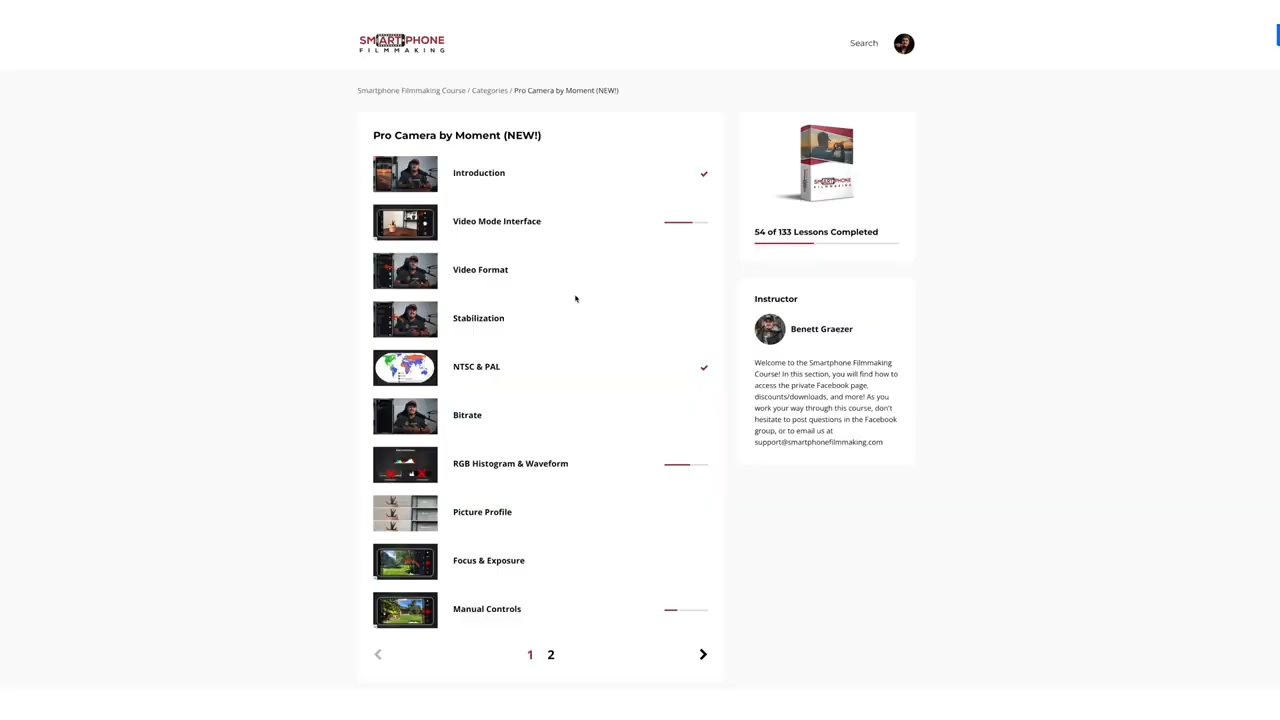 SMARTPHONE
FILMMAKING
Search
Smartphone Filmmaking Course / Categories / Pro Camera by Moment (NEW!)
Pro Camera by Moment (NEW!)
Introduction
Video Mode Interface
Video Format
Stabilization
NTSC & PAL
Bitrate
RGB Histogram & Waveform
Picture Profile
Focus & Exposure
Manual Controls
1 2
SMARTPHONE
FILMMAKING
54 of 133 Lessons Completed
Instructor
Benett Graezer
Welcome to the Smartphone Filmmaking
Course! In this section, you will find how to
access the private Facebook page,
discounts/downloads, and more! As you
work your way through this course, don't
hesitate to post questions in the Facebook
group, or to email us at
support@smartphonefilmmaking.com